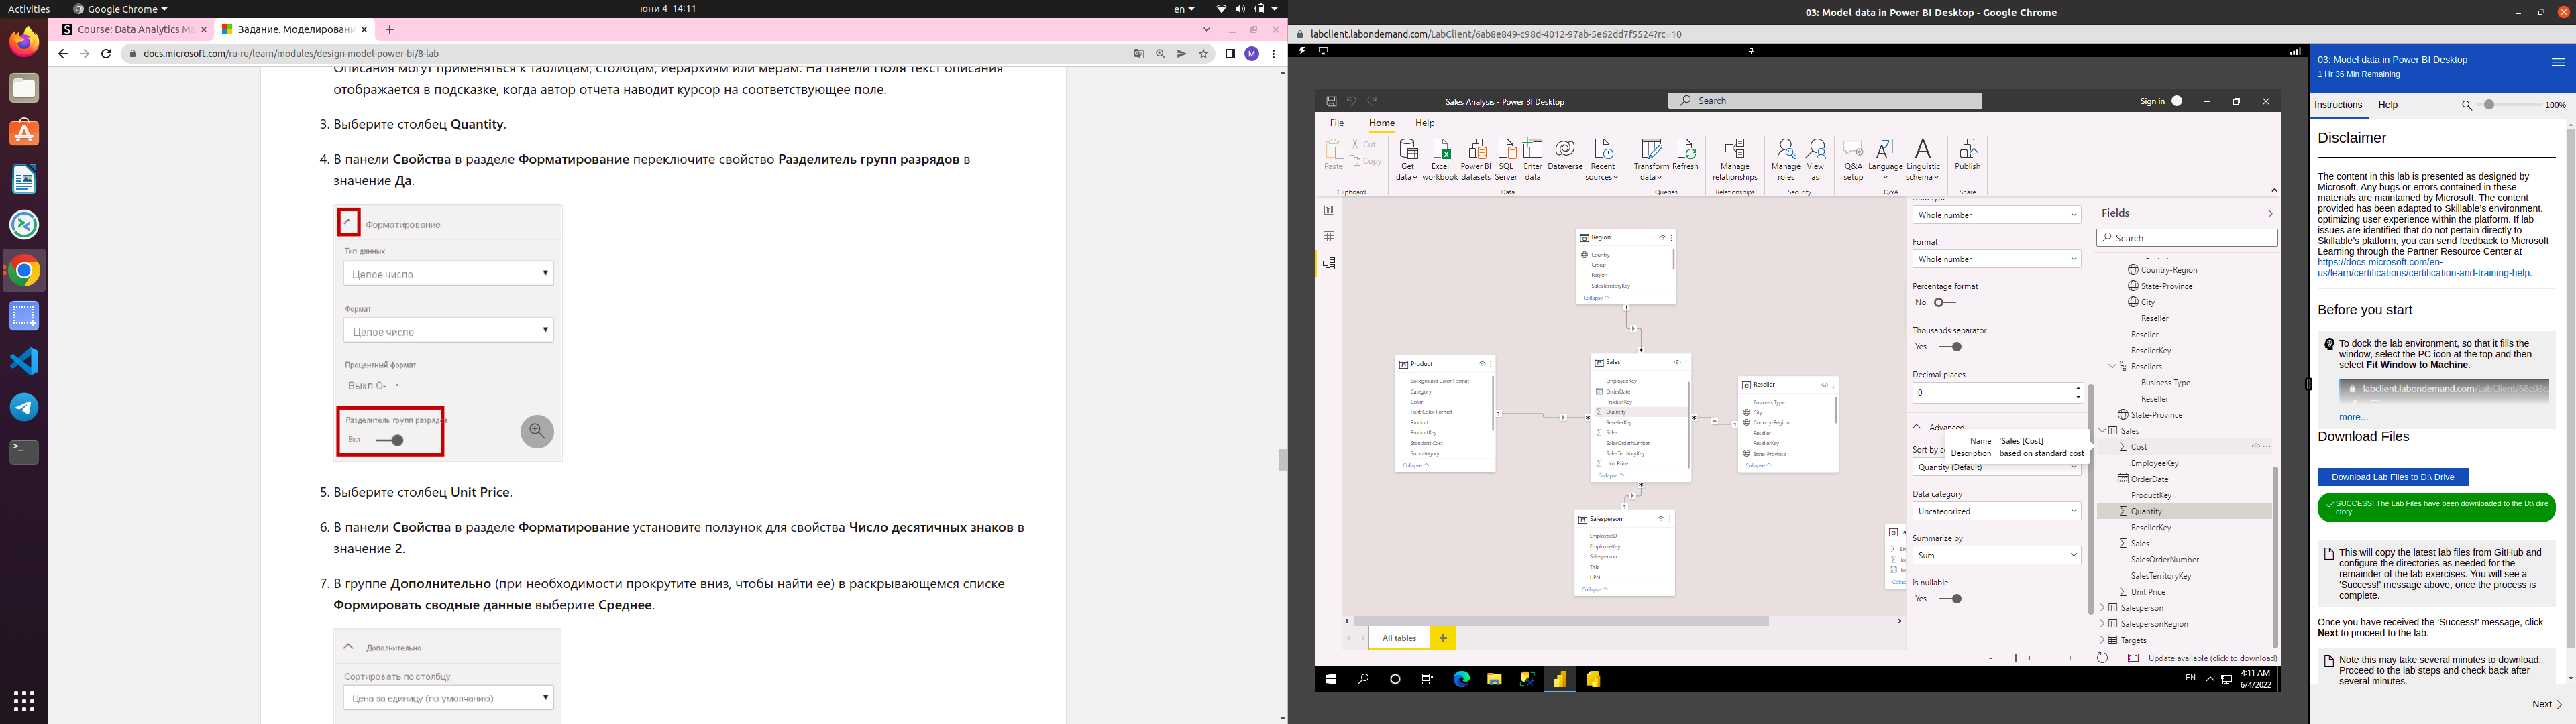 Activities
Google Chrome
юни 4 14:11
en
Course: Data Analytics Ma
Задание. Моделировани
docs.microsoft.com/ru-ru/learn/modules/design-model-power-bi/8-lab
M
Описания могут применяться к таблицам, столбцам, иерархиям или мерам. На панели Поля текст описания
отображается в подсказке, когда автор отчета наводит курсор на соответствующее поле.
3. Выберите столбец Quantity.
4. В панели Свойства в разделе Форматирование переключите свойство Разделитель групп разрядов в
значение Да.
Форматирование
Тип данных
Целое число
Формат
Целое число
Процентный формат
Выкл
Разделитель групп разрядов
Вкл
5. Выберите столбец Unit Price.
6. В панели Свойства в разделе Форматирование установите ползунок для свойства Число десятичных знаков в
значение 2.
7. В группе Дополнительно (при необходимости прокрутите вниз, чтобы найти ее) в раскрывающемся списке
Формировать сводные данные выберите Среднее.
Дополнительно
Сортировать по столбцу
Цена за единицу (по умолчанию)
03: Model data in Power BI Desktop - Google Chrome
labclient.labondemand.com/LabClient/6ab8e849-c98d-4012-97ab-5e62dd7f5524?rc=10
Sales Analysis - Power BI Desktop
Search
Sign in
File Home Help
Paste
Cut
Copy
Clipboard
Get data
Excel workbook
Power BI datasets
SQL Server
Enter data
Dataverse
Recent sources
Data
Transform data
Refresh
Queries
Manage relationships
Relationships
Manage roles
View as
Security
Q&A setup
Language
Linguistic schema
Q&A
Publish
Share
Region
Country
Group
Region
SalesTerritoryKey
Collapse
Product
Background Color Format
Category
Color
Font Color Format
Product
ProductKey
Standard Cost
Subcategory
Collapse
Sales
EmployeeKey
OrderDate
ProductKey
Quantity
ResellerKey
Sales
SalesOrderNumber
SalesTerritoryKey
Unit Price
Collapse
Reseller
Business Type
City
Country-Region
Reseller
ResellerKey
State-Province
Collapse
Salesperson
EmployeeID
EmployeeKey
Salesperson
Title
UPN
Collapse
All tables
Data type
Whole number
Format
Whole number
Percentage format
No
Thousands separator
Yes
Decimal places
0
Advanced
Sort by co
Quantity (Default)
Name 'Sales'[Cost]
Description based on standard cost
Data category
Uncategorized
Summarize by
Sum
Is nullable
Yes
Fields
Search
Country-Region
State-Province
City
Reseller
Reseller
ResellerKey
Resellers
Business Type
Reseller
State-Province
Sales
Cost
EmployeeKey
OrderDate
ProductKey
Quantity
ResellerKey
Sales
SalesOrderNumber
SalesTerritoryKey
Unit Price
Salesperson
SalespersonRegion
Targets
Update available (click to download)
EN
4:11 AM
6/4/2022
03: Model data in Power BI Desktop
1 Hr 36 Min Remaining
Instructions Help
100%
Disclaimer
The content in this lab is presented as designed by
Microsoft. Any bugs or errors contained in these
materials are maintained by Microsoft. The content
provided has been adapted to Skillable's environment,
optimizing user experience within the platform. If lab
issues are identified that do not pertain directly to
Skillable's platform, you can send feedback to Microsoft
Learning through the Partner Resource Center at
https://docs.microsoft.com/en-
us/learn/certifications/certification-and-training-help.
Before you start
To dock the lab environment, so that it fills the
window, select the PC icon at the top and then
select Fit Window to Machine.
labclient.labondemand.com/LabClient/68c03c
more...
Download Files
Download Lab Files to D:\ Drive
SUCCESS! The Lab Files have been downloaded to the D:\ dire
ctory.
This will copy the latest lab files from GitHub and
configure the directories as needed for the
remainder of the lab exercises. You will see a
'Success!' message above, once the process is
complete.
Once you have received the 'Success!' message, click
Next to proceed to the lab.
Note this may take several minutes to download.
Proceed to the lab steps and check back after
several minutes.
Next